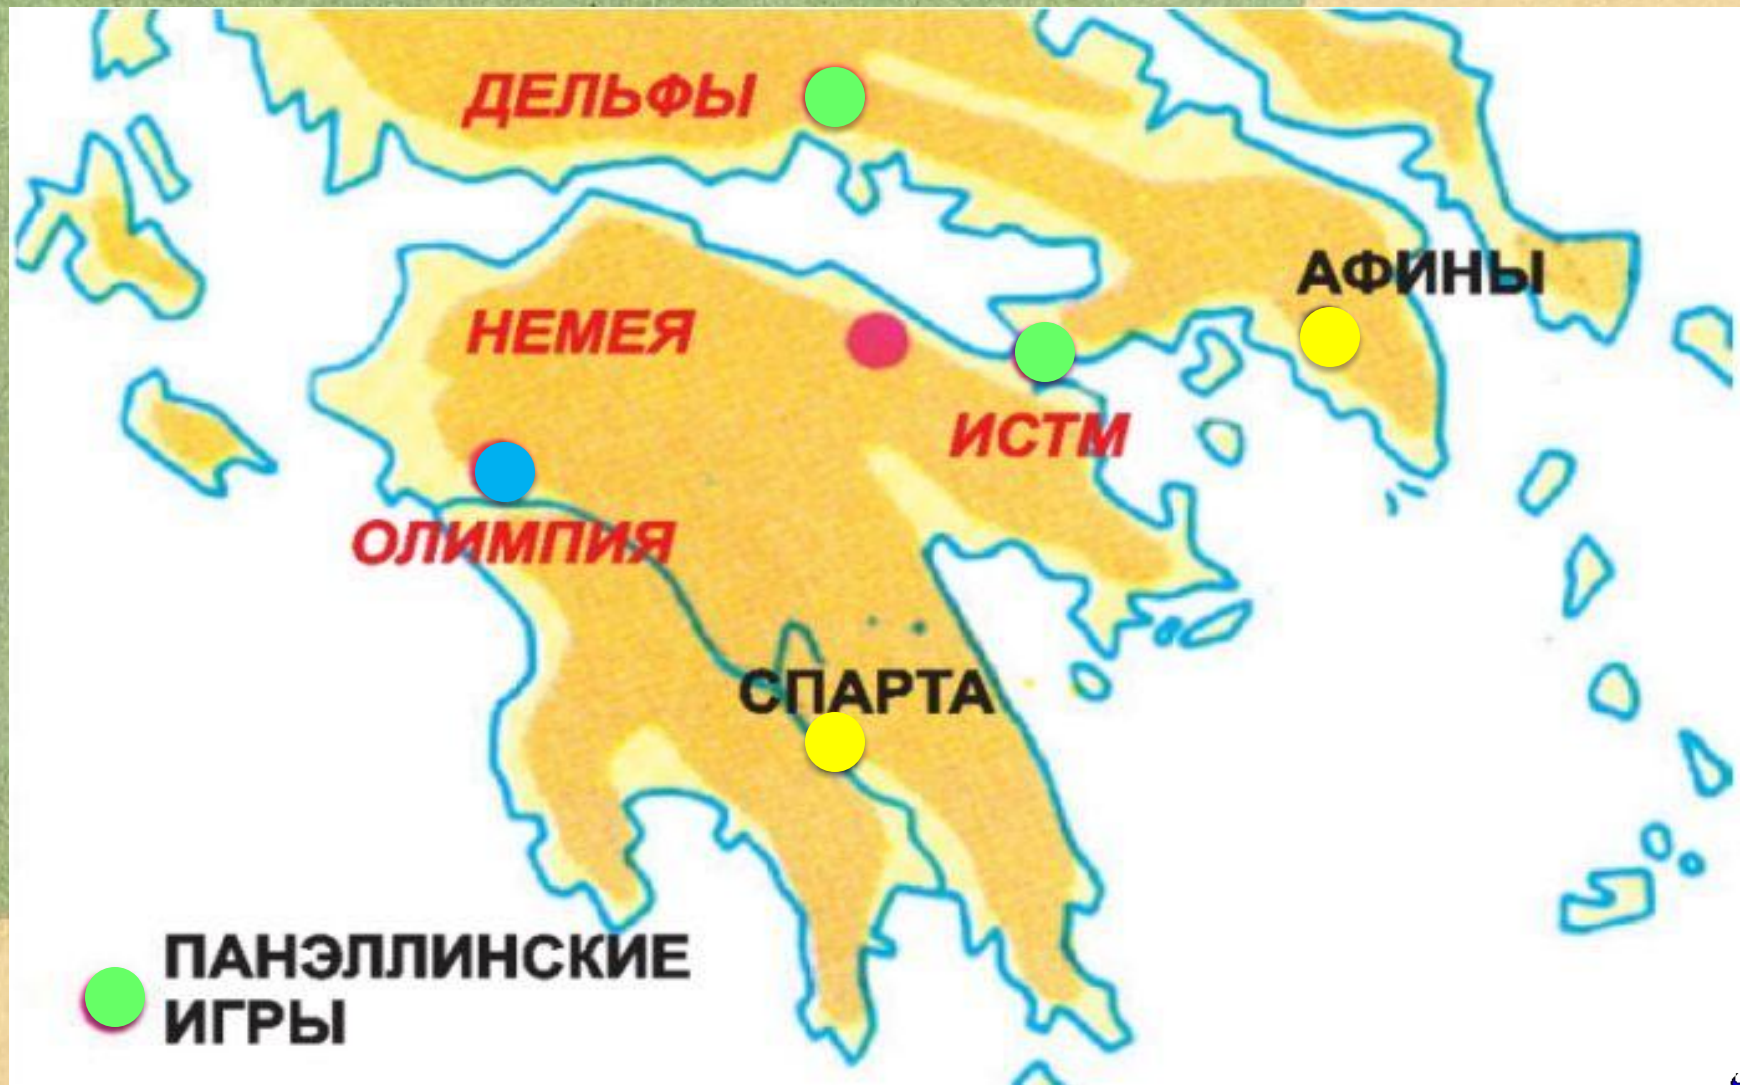 ДЕЛЬФЫ
АФИНЫ
НЕМЕЯ
ИСТМ
ОЛИМПИЯ
СПАРТА
ПАНЭЛЛИНСКИЕ
ИГРЫ